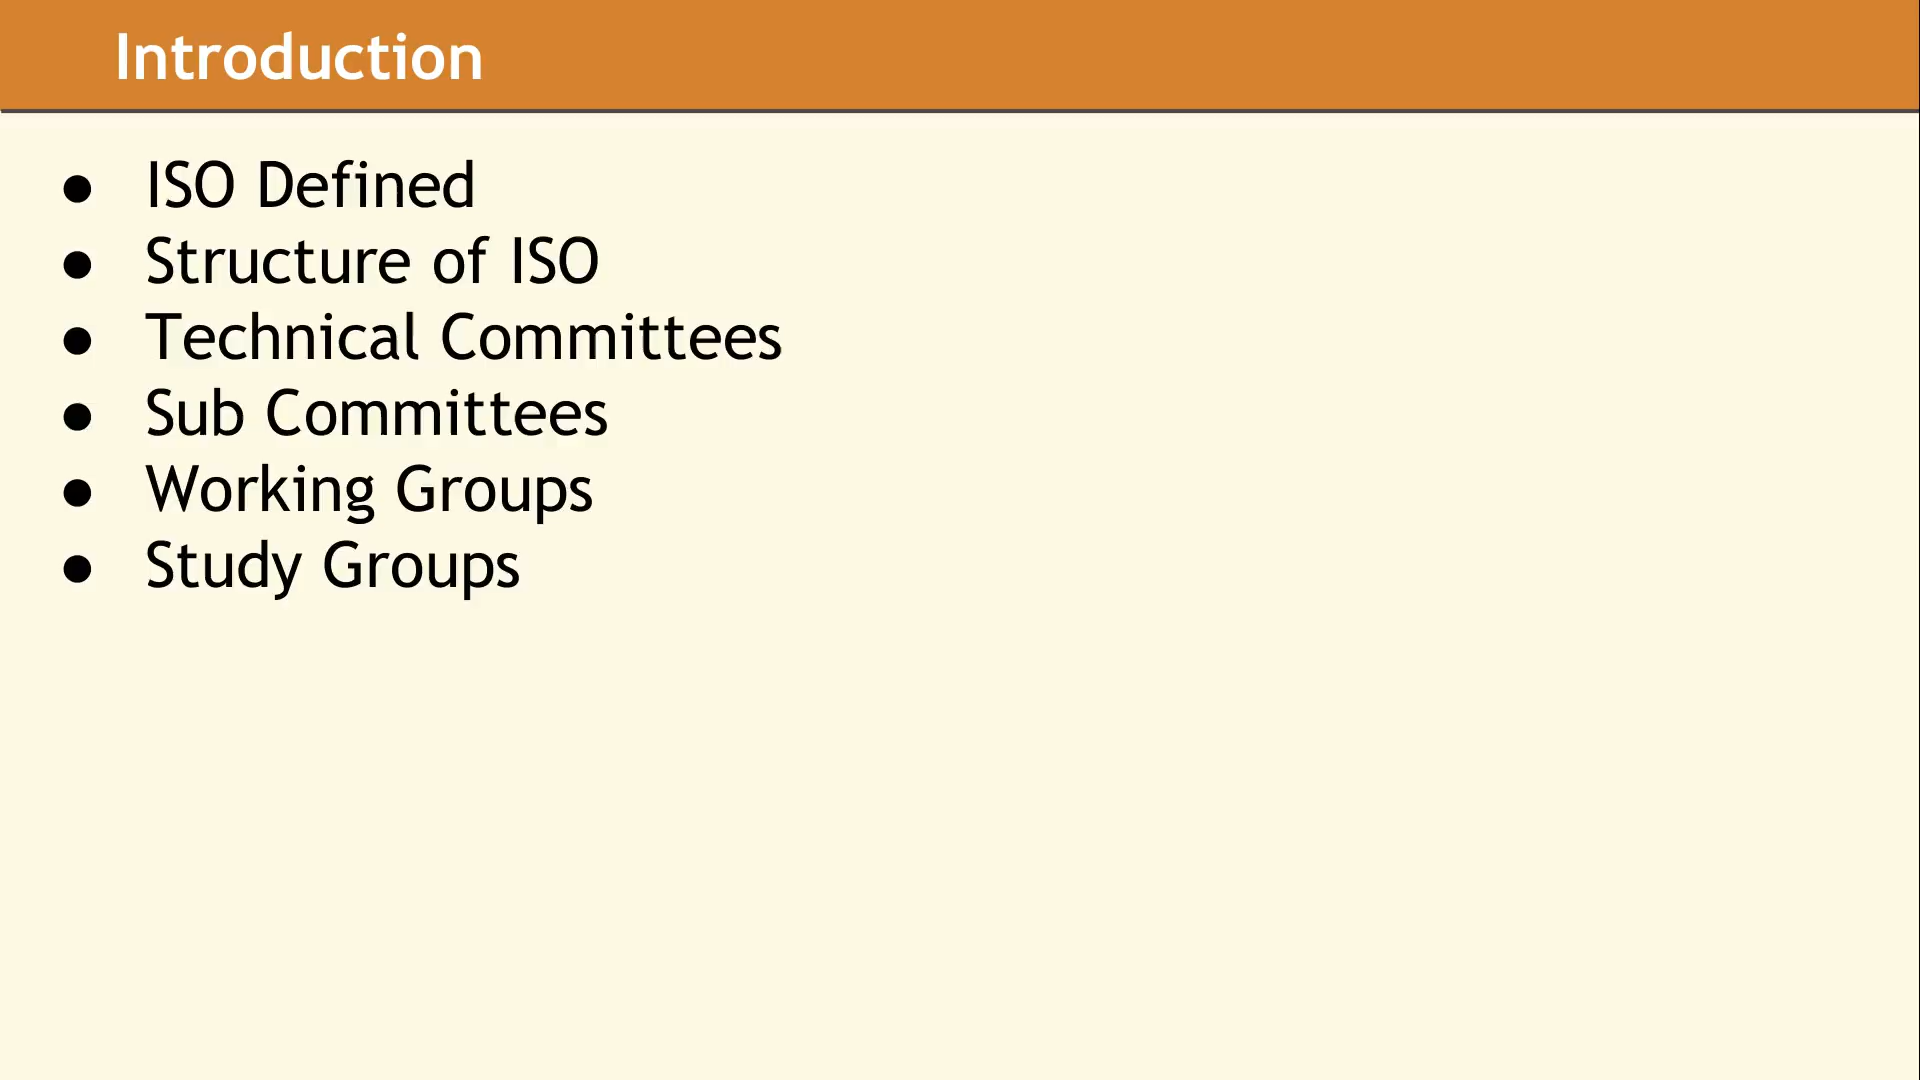 Introduction
● ISO Defined
● Structure of ISO
● Technical Committees
● Sub Committees
● Working Groups
● Study Groups